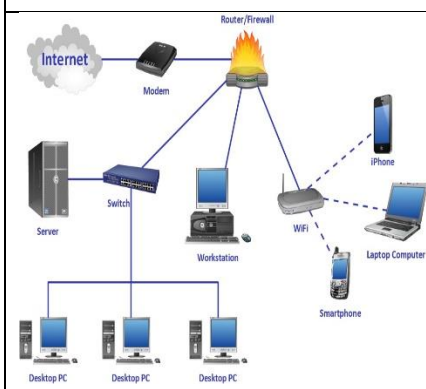 Router/Firewall
Internet
Modem
iPhone
Switch
Server
Workstation
WiFi
Laptop Computer
Smartphone
Desktop PC
Desktop PC
Desktop PC